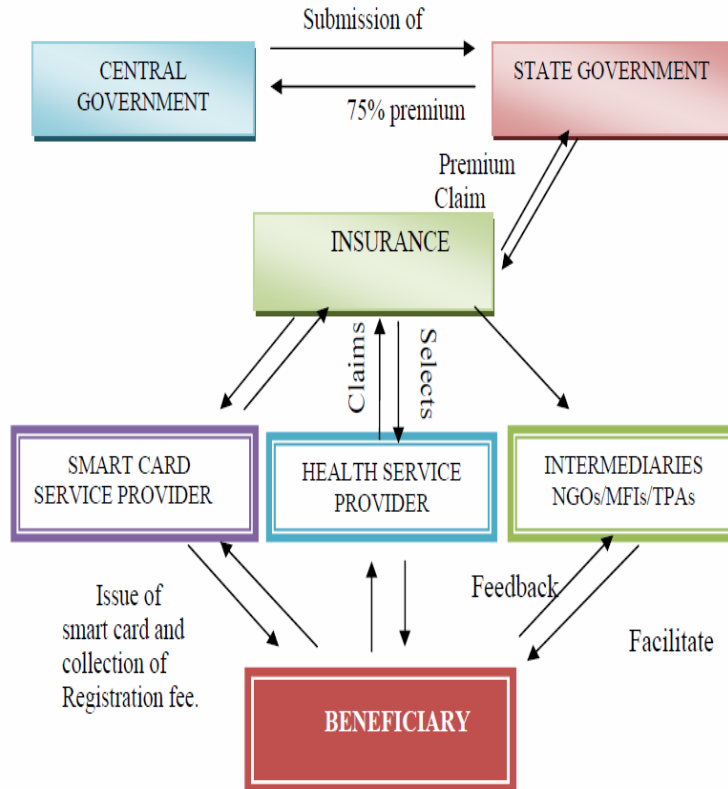 Submission of
CENTRAL
GOVERNMENT
STATE GOVERNMENT
75% premium
Premium
Claim
INSURANCE
Claims
Selects
SMART CARD
SERVICE PROVIDER
HEALTH SERVICE
PROVIDER
INTERMEDIARIES
NGOs/MFIs/TPAs
Issue of
smart card and
collection of
Registration fee.
Feedback
Facilitate
BENEFICIARY